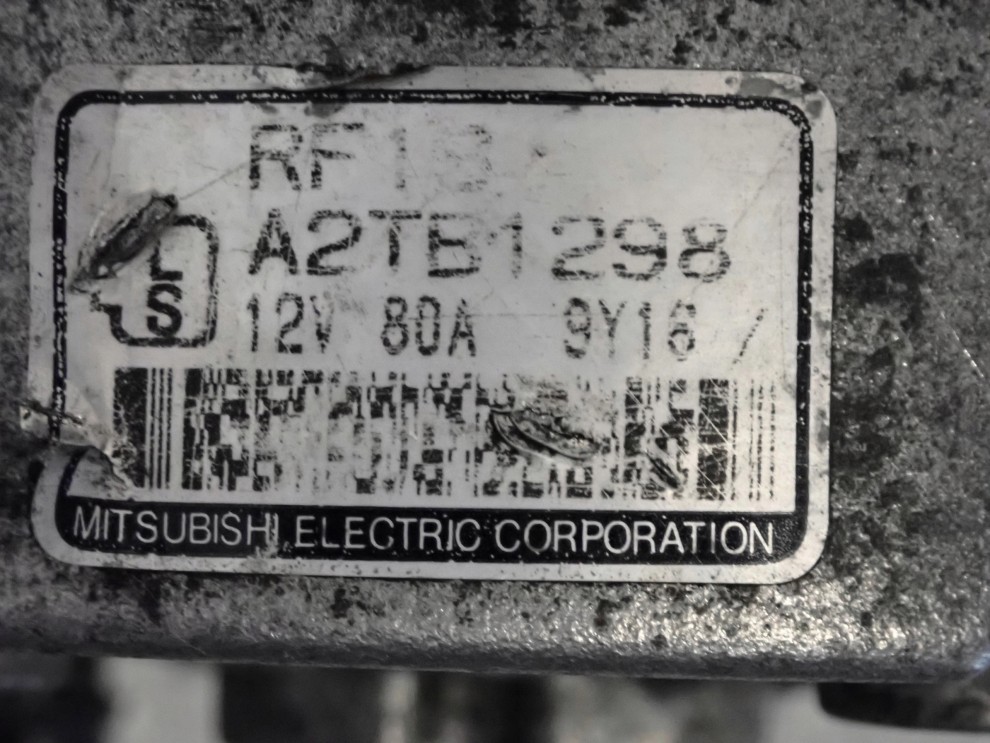 A2TB1298
L
S
12V 80A 9Y16
MITSUBISHI ELECTRIC CORPORATION